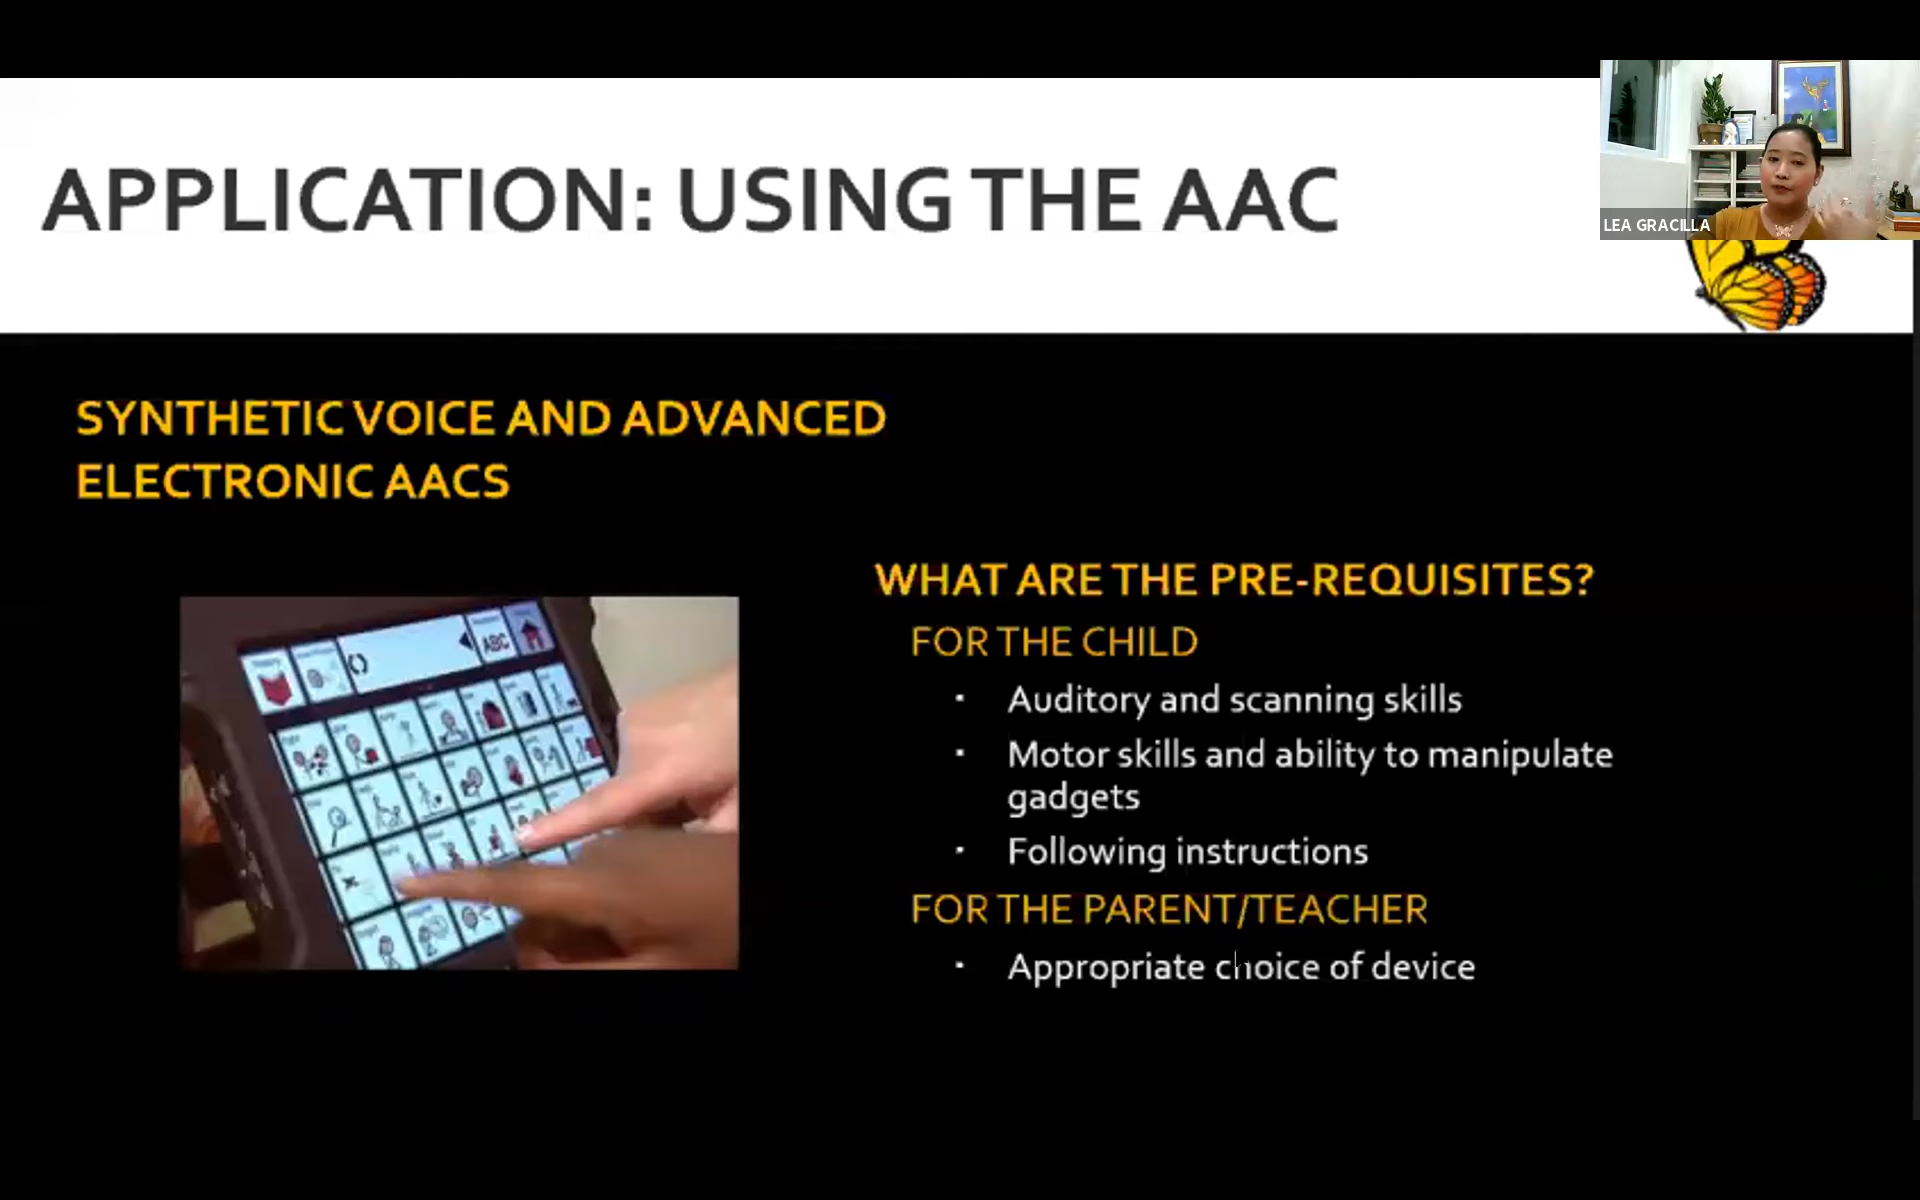 APPLICATION: USING THE AAC
LEA GRACILLA
SYNTHETIC VOICE AND ADVANCED
ELECTRONIC AACS
ABC
WHAT ARE THE PRE-REQUISITES?
FOR THE CHILD
· Auditory and scanning skills
· Motor skills and ability to manipulate
gadgets
· Following instructions
FOR THE PARENT/TEACHER
· Appropriate choice of device